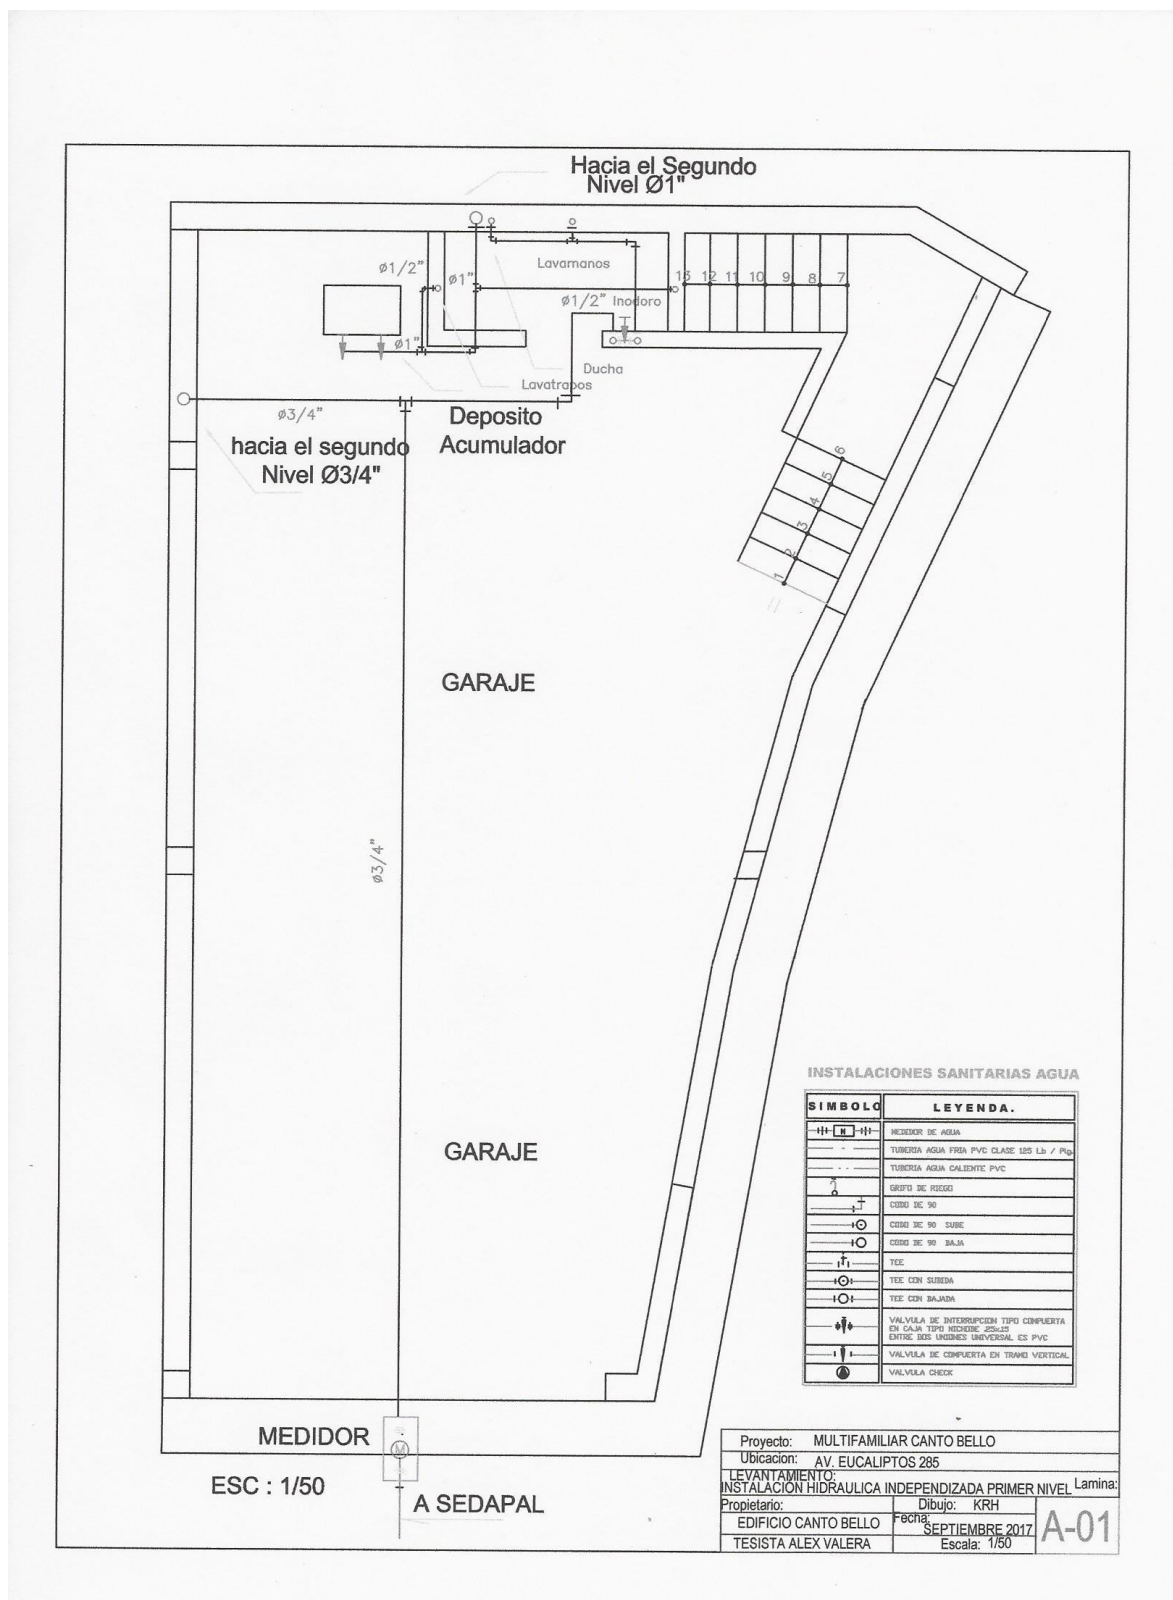 Hacia el Segundo
Nivel Ø1"
ø1/2"
ø1"
Lavamanos
13 12 11 10 9 8 7
ø1/2" Inodoro
ø1"
Ducha
Lavatrapos
ø3/4"
Deposito
Acumulador
hacia el segundo
Nivel Ø3/4"
6
5
4
3
2
1
GARAJE
ø3/4"
GARAJE
INSTALACIONES SANITARIAS AGUA
SIMBOLO LEYENDA.
MEDIDOR DE AGUA
TUBERIA AGUA FRIA PVC CLASE 125 Lb / Plg.
TUBERIA AGUA CALIENTE PVC
GRIFO DE RIEGO
CODO DE 90
CODO DE 90 SUBE
CODO DE 90 BAJA
TEE
TEE CON SUBIDA
TEE CON BAJADA
VALVULA DE INTERRUPCION TIPO COMPUERTA
EN CAJA TIPO NICHOBE .25x.15
ENTRE DOS UNIONES UNIVERSAL ES PVC
VALVULA DE COMPUERTA EN TRAMO VERTICAL
VALVULA CHECK
MEDIDOR
M
ESC : 1/50
A SEDAPAL
Proyecto: MULTIFAMILIAR CANTO BELLO
Ubicacion: AV. EUCALIPTOS 285
LEVANTAMIENTO:
INSTALACIÓN HIDRAULICA INDEPENDIZADA PRIMER NIVEL
Lamina:
Propietario:
Dibujo: KRH
EDIFICIO CANTO BELLO
Fecha:
SEPTIEMBRE 2017
A-01
TESISTA ALEX VALERA
Escala: 1/50